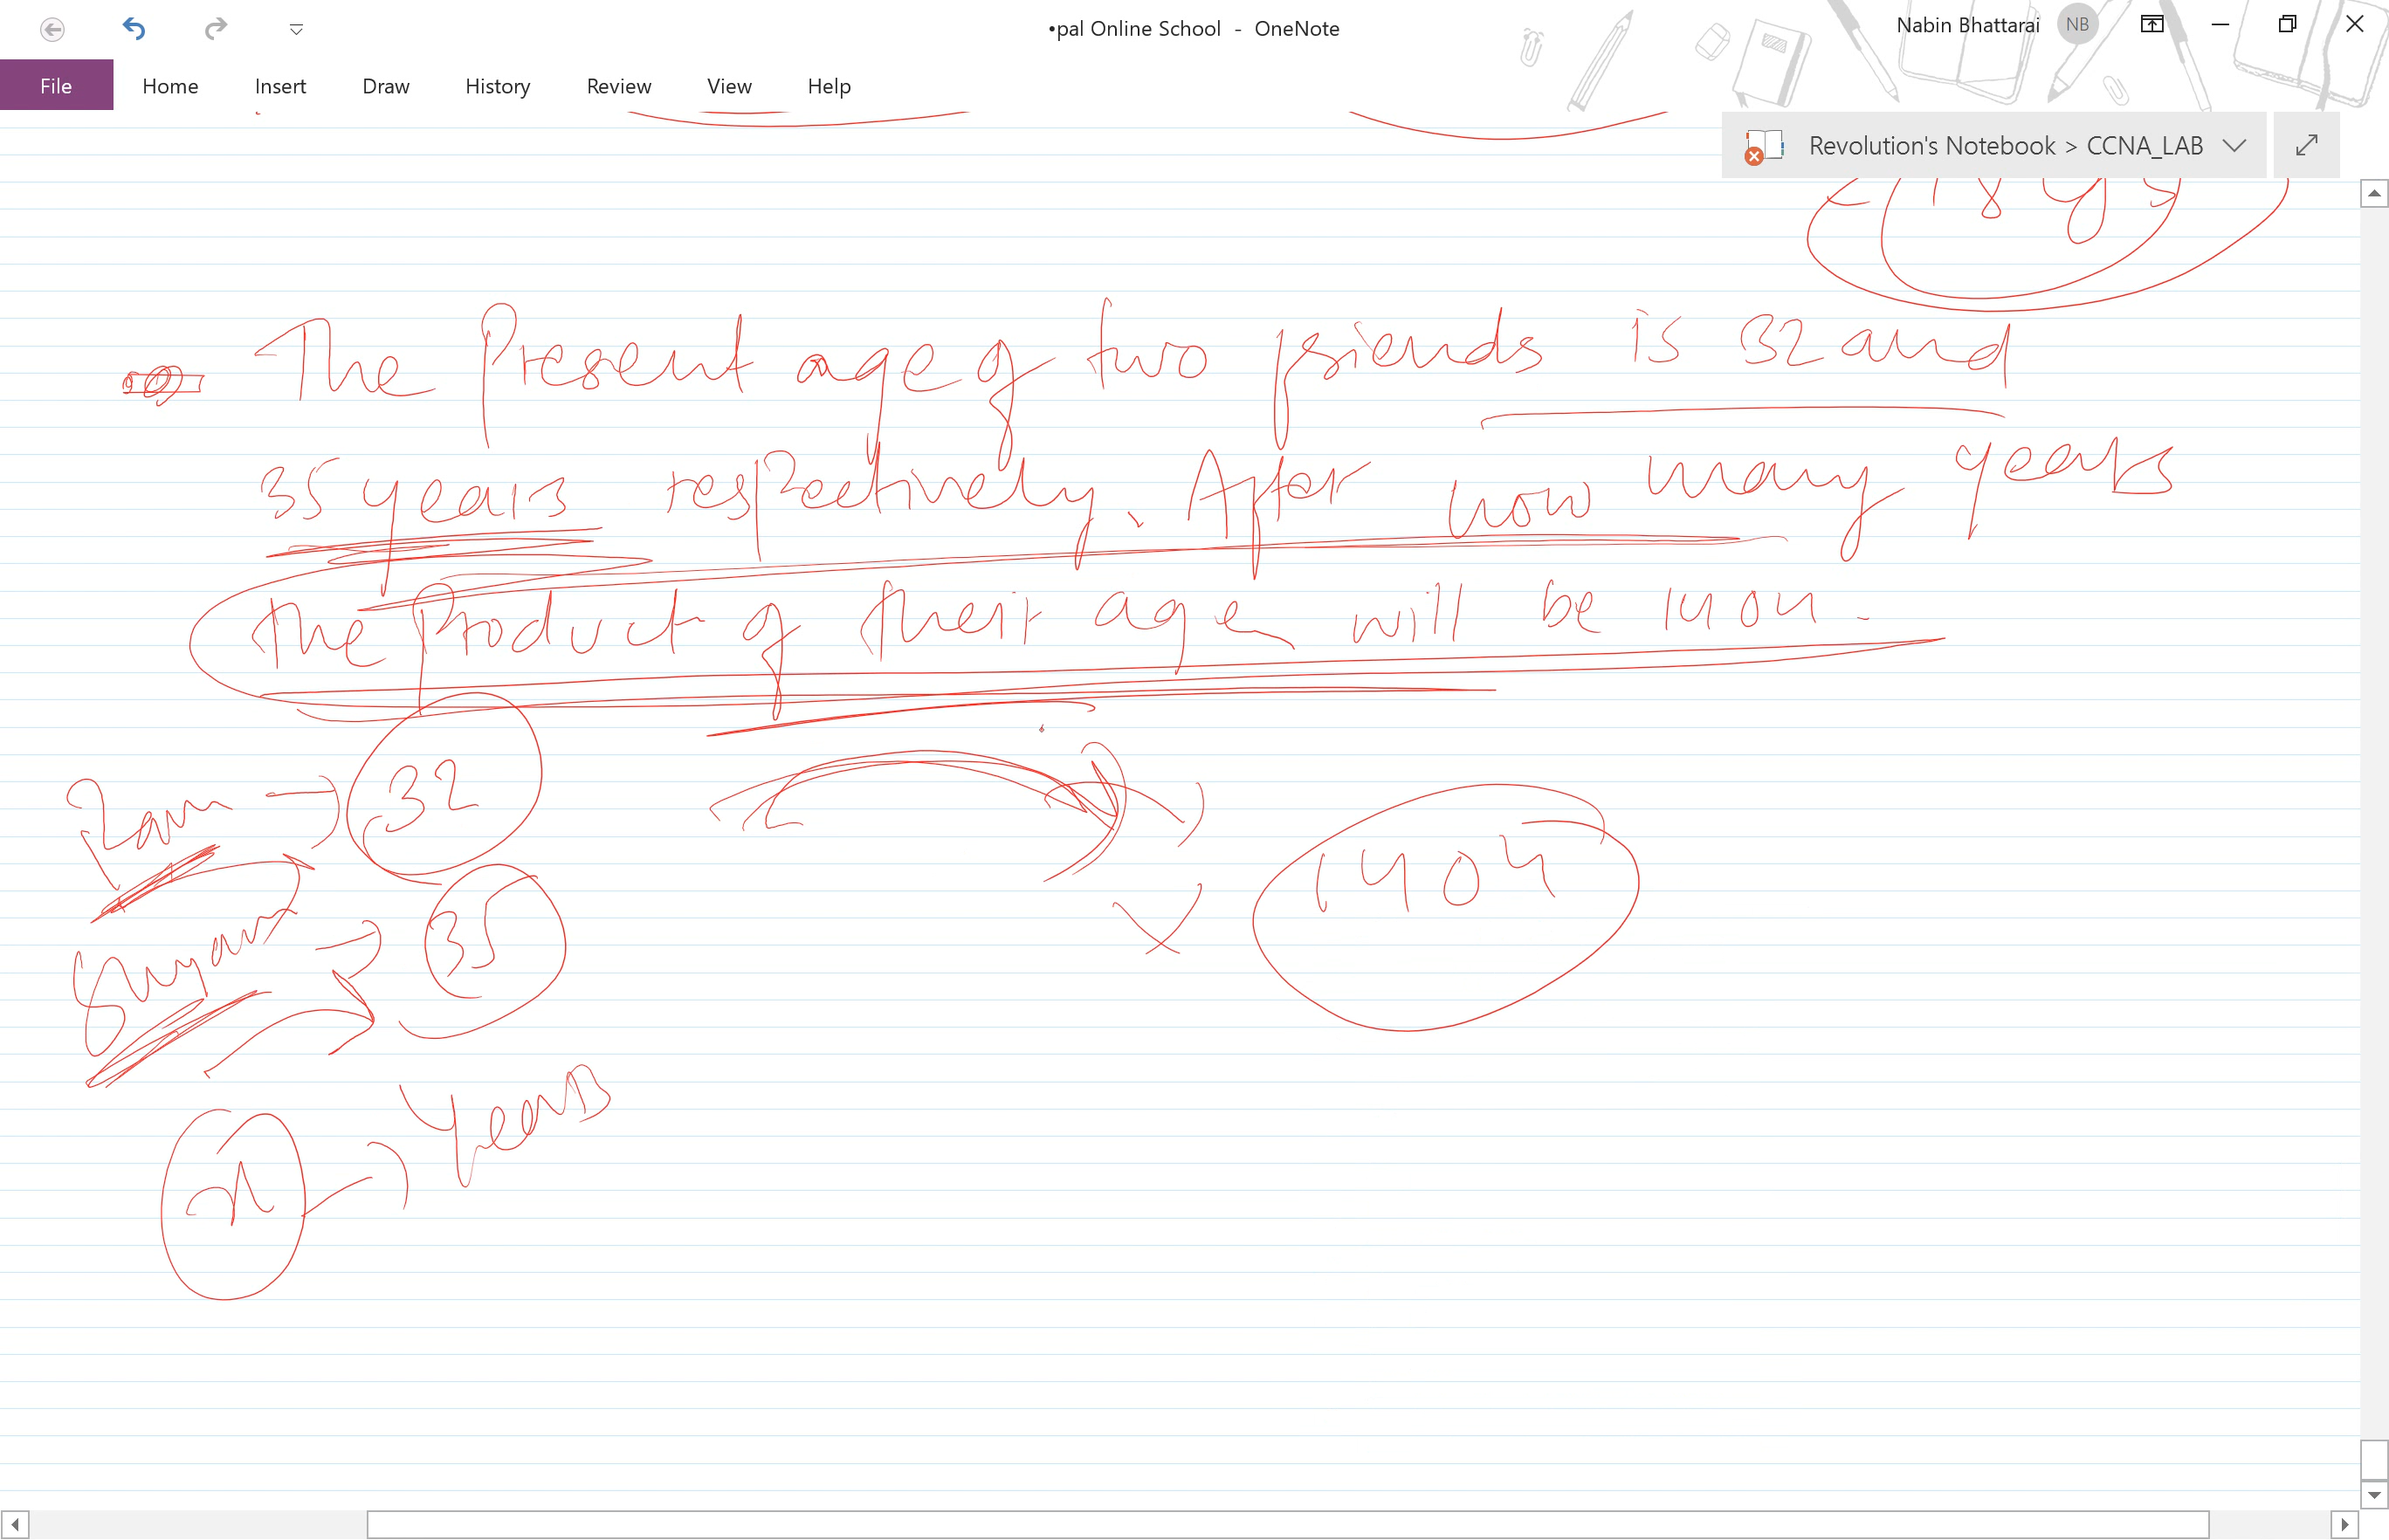 •pal Online School - OneNote
Nabin Bhattarai NB
File Home Insert Draw History Review View Help
Revolution's Notebook > CCNA_LAB
18 y
The Present age of two friends is 32 and
35 years respectively. After how many years
the Product of their age will be 1404.
Ram → 32
1404
35
x → Years